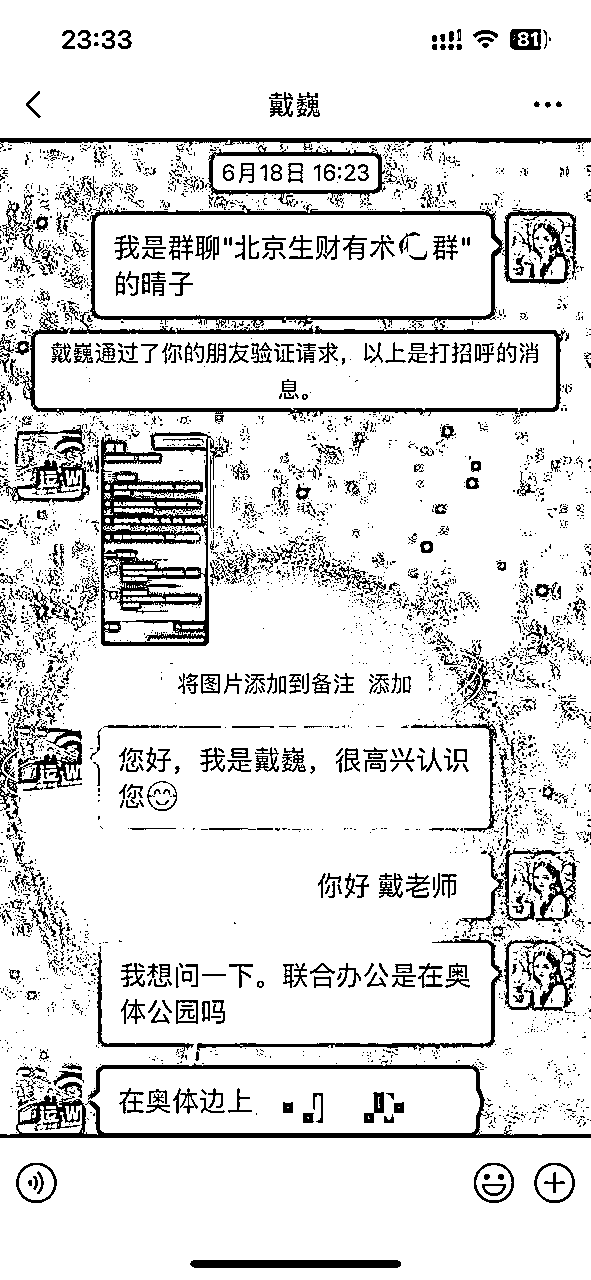 23:33
81
戴巍
6月18日 16:23
我是群聊"北京生财有术 群"
的晴子
戴巍通过了你的朋友验证请求，以上是打招呼的消
息。
将图片添加到备注 添加
您好，我是戴巍，很高兴认识
您😊
你好 戴老师
我想问一下。联合办公是在奥
体公园吗
在奥体边上